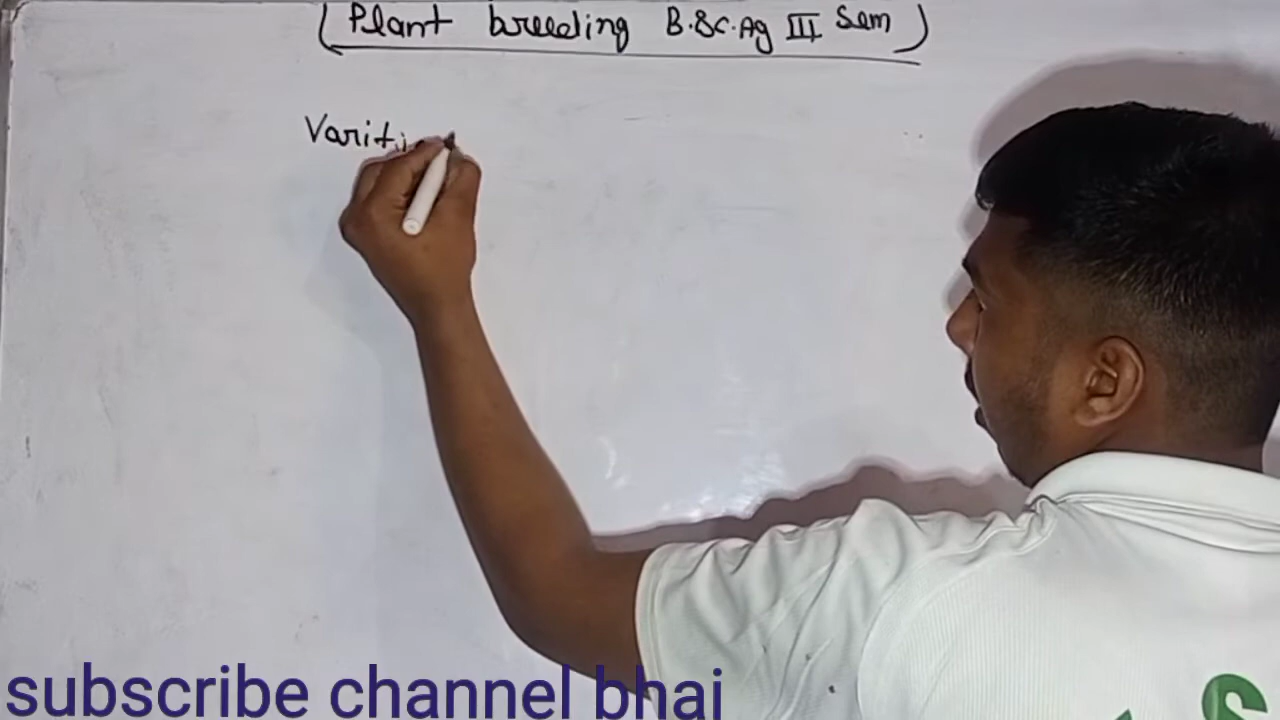 (Plant breeding B.Sc.Ag III Sem)
Variti
subscribe channel bhai
S